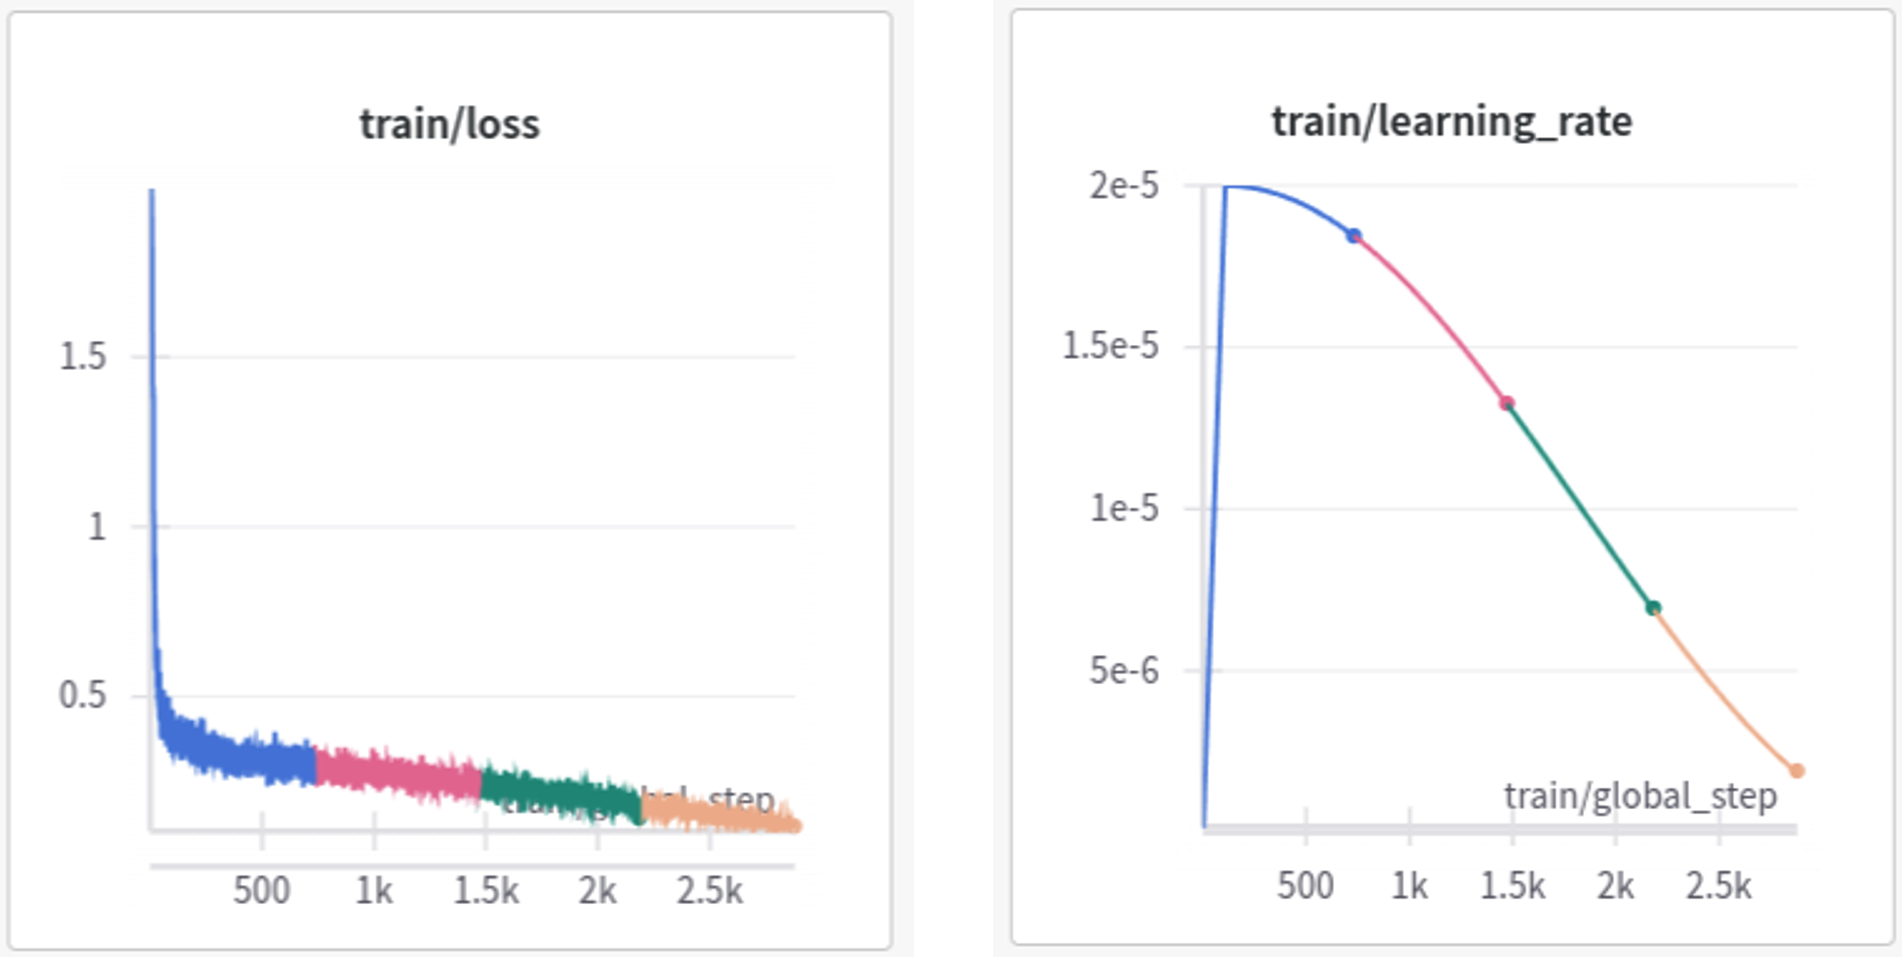 train/loss
1.5
1
0.5
step
500 1k 1.5k 2k 2.5k
train/learning_rate
2e-5
1.5e-5
1e-5
5e-6
train/global_step
500 1k 1.5k 2k 2.5k